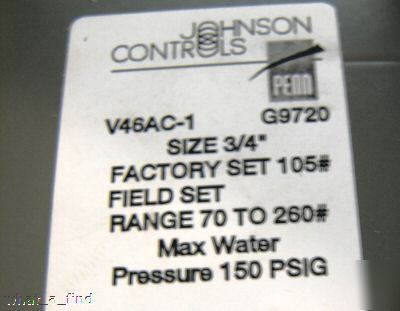 JOHNSON
CONTROLS
PENN
V46AC-1 G9720
SIZE 3/4"
FACTORY SET 105#
FIELD SET
RANGE 70 TO 260#
Max Water
Pressure 150 PSIG
what_a_find